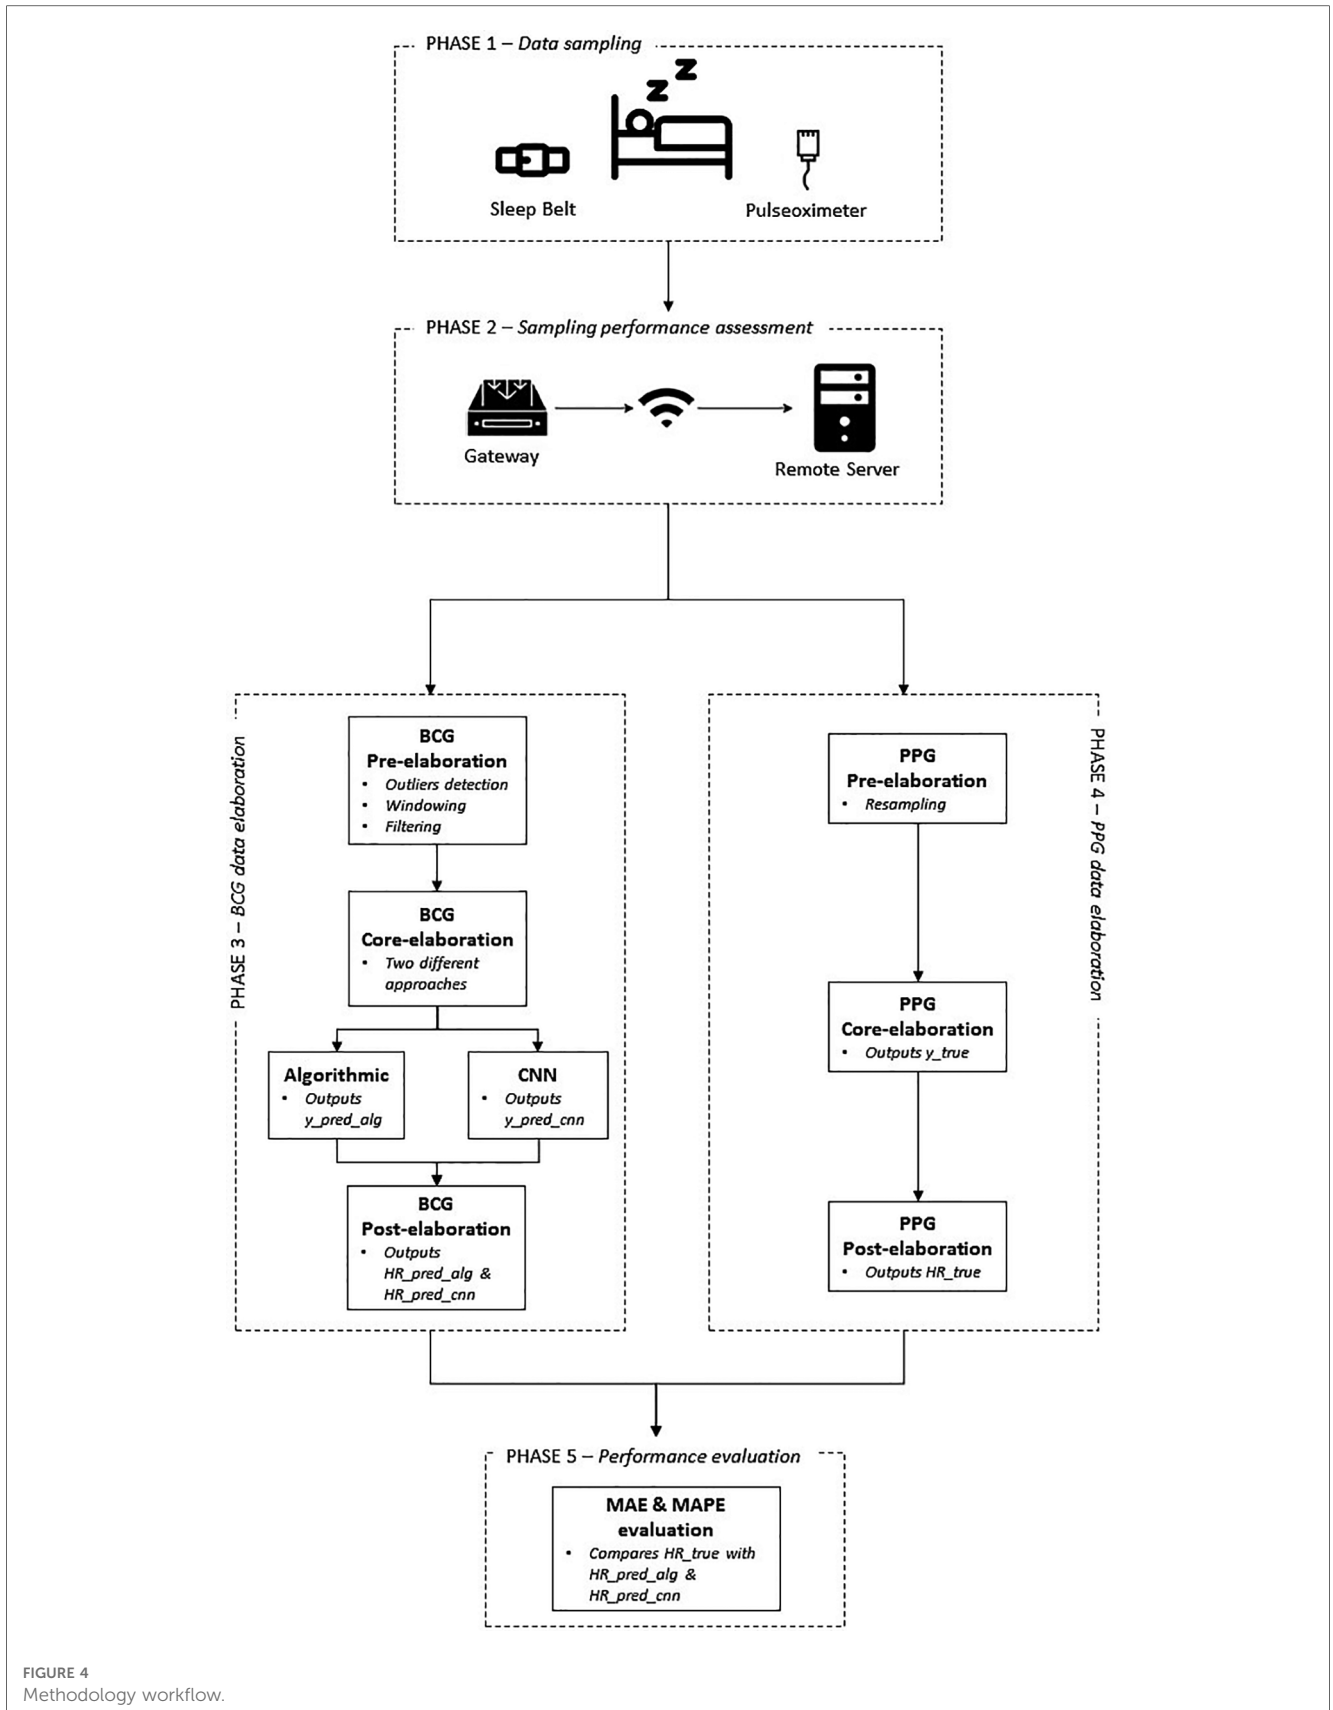 PHASE 1 – Data sampling
Sleep Belt
Pulseoximeter
PHASE 2 – Sampling performance assessment
Gateway
Remote Server
PHASE 3 – BCG data elaboration
BCG
Pre-elaboration
• Outliers detection
• Windowing
• Filtering
BCG
Core-elaboration
• Two different
approaches
Algorithmic
• Outputs
y_pred_alg
CNN
• Outputs
y_pred_cnn
BCG
Post-elaboration
• Outputs
HR_pred_alg &
HR_pred_cnn
PHASE 4 – PPG data elaboration
PPG
Pre-elaboration
• Resampling
PPG
Core-elaboration
• Outputs y_true
PPG
Post-elaboration
• Outputs HR_true
PHASE 5 – Performance evaluation
MAE & MAPE
evaluation
• Compares HR_true with
HR_pred_alg &
HR_pred_cnn
FIGURE 4
Methodology workflow.